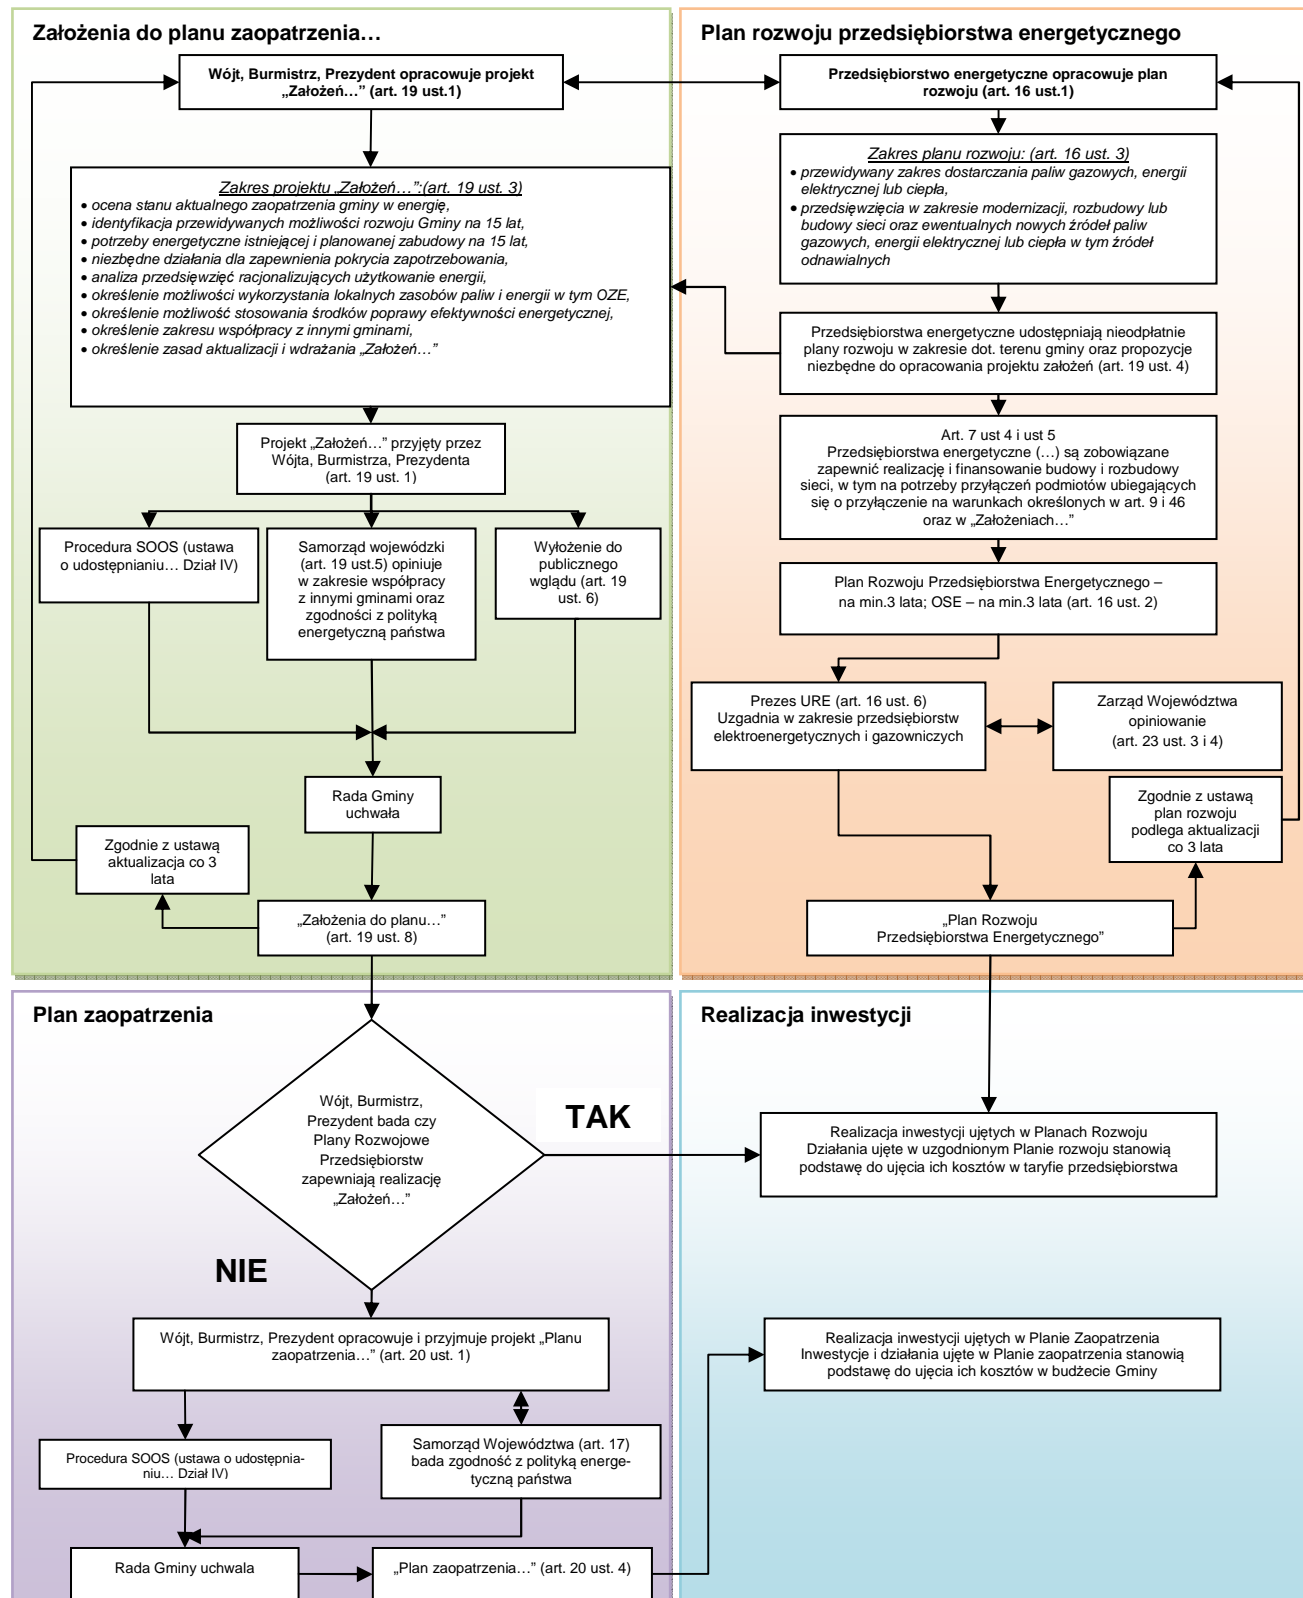 Założenia do planu zaopatrzenia…
Wójt, Burmistrz, Prezydent opracowuje projekt
„Założeń…” (art. 19 ust.1)
Zakres projektu „Założeń…”:(art. 19 ust. 3)
• ocena stanu aktualnego zaopatrzenia gminy w energię,
• identyfikacja przewidywanych możliwości rozwoju Gminy na 15 lat,
• potrzeby energetyczne istniejącej i planowanej zabudowy na 15 lat,
• niezbędne działania dla zapewnienia pokrycia zapotrzebowania,
• analiza przedsięwzięć racjonalizujących użytkowanie energii,
• określenie możliwości wykorzystania lokalnych zasobów paliw i energii w tym OZE,
• określenie możliwość stosowania środków poprawy efektywności energetycznej,
• określenie zakresu współpracy z innymi gminami,
• określenie zasad aktualizacji i wdrażania „Założeń…”
Projekt „Założeń…” przyjęty przez
Wójta, Burmistrza, Prezydenta
(art. 19 ust. 1)
Procedura SOOS (ustawa
o udostępnianiu… Dział IV)
Samorząd wojewódzki
(art. 19 ust.5) opiniuje
w zakresie współpracy
z innymi gminami oraz
zgodności z polityką
energetyczną państwa
Wyłożenie do
publicznego
wglądu (art. 19
ust. 6)
Rada Gminy
uchwała
Zgodnie z ustawą
aktualizacja co 3
lata
„Założenia do planu…”
(art. 19 ust. 8)
Plan rozwoju przedsiębiorstwa energetycznego
Przedsiębiorstwo energetyczne opracowuje plan
rozwoju (art. 16 ust.1)
Zakres planu rozwoju: (art. 16 ust. 3)
• przewidywany zakres dostarczania paliw gazowych, energii
elektrycznej lub ciepła,
• przedsięwzięcia w zakresie modernizacji, rozbudowy lub
budowy sieci oraz ewentualnych nowych źródeł paliw
gazowych, energii elektrycznej lub ciepła w tym źródeł
odnawialnych
Przedsiębiorstwa energetyczne udostępniają nieodpłatnie
plany rozwoju w zakresie dot. terenu gminy oraz propozycje
niezbędne do opracowania projektu założeń (art. 19 ust. 4)
Art. 7 ust 4 i ust 5
Przedsiębiorstwa energetyczne (…) są zobowiązane
zapewnić realizację i finansowanie budowy i rozbudowy
sieci, w tym na potrzeby przyłączeń podmiotów ubiegających
się o przyłączenie na warunkach określonych w art. 9 i 46
oraz w „Założeniach…”
Plan Rozwoju Przedsiębiorstwa Energetycznego –
na min.3 lata; OSE – na min.3 lata (art. 16 ust. 2)
Prezes URE (art. 16 ust. 6)
Uzgadnia w zakresie przedsiębiorstw
elektroenergetycznych i gazowniczych
Zarząd Województwa
opiniowanie
(art. 23 ust. 3 i 4)
Zgodnie z ustawą
plan rozwoju
podlega aktualizacji
co 3 lata
„Plan Rozwoju
Przedsiębiorstwa Energetycznego”
Plan zaopatrzenia
Wójt, Burmistrz,
Prezydent bada czy
Plany Rozwojowe
Przedsiębiorstw
zapewniają realizację
„Założeń…”
TAK
NIE
Wójt, Burmistrz, Prezydent opracowuje i przyjmuje projekt „Planu
zaopatrzenia…” (art. 20 ust. 1)
Procedura SOOS (ustawa o udostępnia-
niu… Dział IV)
Samorząd Województwa (art. 17)
bada zgodność z polityką energe-
tyczną państwa
Rada Gminy uchwala
„Plan zaopatrzenia…” (art. 20 ust. 4)
Realizacja inwestycji
Realizacja inwestycji ujętych w Planach Rozwoju
Działania ujęte w uzgodnionym Planie rozwoju stanowią
podstawę do ujęcia ich kosztów w taryfie przedsiębiorstwa
Realizacja inwestycji ujętych w Planie Zaopatrzenia
Inwestycje i działania ujęte w Planie zaopatrzenia stanowią
podstawę do ujęcia ich kosztów w budżecie Gminy